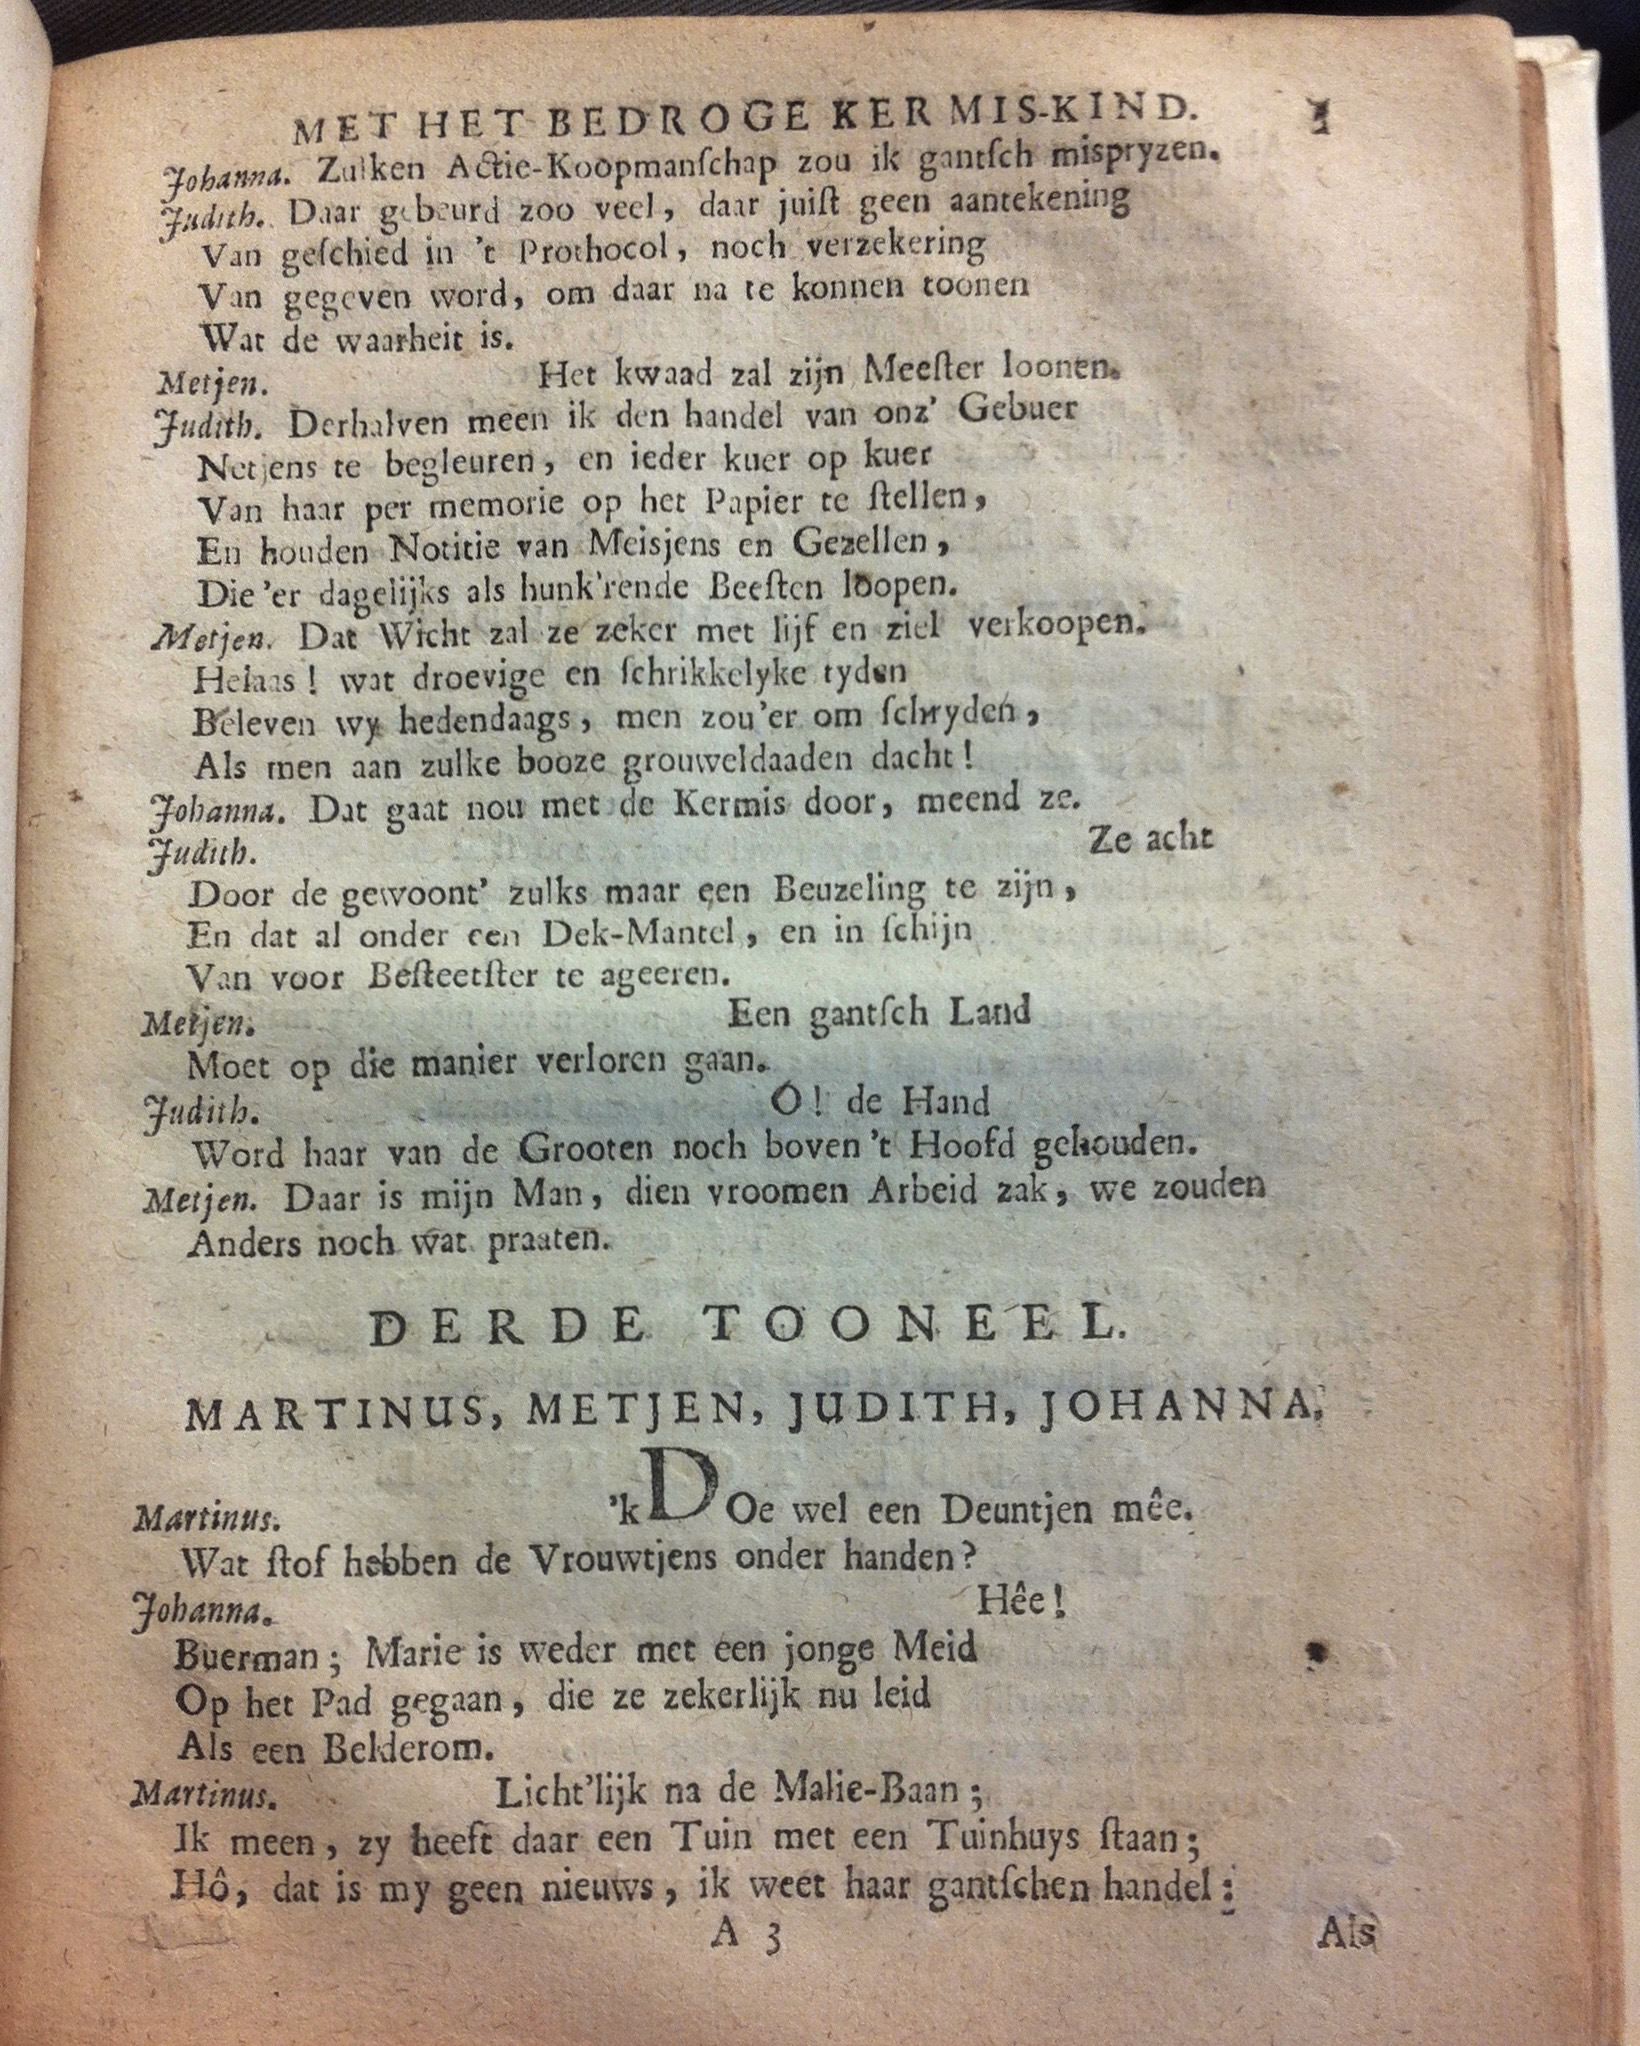 MET HET BEDROGE KERMIS-KIND.
Johanna. Zulken Actie-Koopmanſchap zou ik gantſch mispryzen.
Judith. Daar gebeurd zoo veel, daar juiſt geen aantekening
Van geſchied in 't Prothocol, noch verzekering
Van gegeven word, om daar na te konnen toonen
Wat de waarheit is.
Metjen. Het kwaad zal zijn Meeſter loonen.
Judith. Derhalven meen ik den handel van onz' Gebuer
Netjens te begleuren, en ieder kuer op kuer
Van haar per memorie op het Papier te ſtellen,
En houden Notitie van Meisjens en Gezellen,
Die 'er dagelijks als hunk'rende Beeſten loopen.
Metjen. Dat Wicht zal ze zeker met lijf en ziel verkoopen.
Helaas! wat droevige en ſchrikkelyke tyden
Beleven wy hedendaags, men zou 'er om ſchryden,
Als men aan zulke booze grouweldaaden dacht!
Johanna. Dat gaat nou met de Kermis door, meend ze.
Judith. Ze acht
Door de gewoont' zulks maar een Beuzeling te zijn,
En dat al onder een Dek-Mantel, en in ſchijn
Van voor Beſteetſter te ageeren.
Metjen. Een gantſch Land
Moet op die manier verloren gaan.
Judith. O! de Hand
Word haar van de Grooten noch boven 't Hoofd gehouden.
Metjen. Daar is mijn Man, dien vroomen Arbeid zak, we zouden
Anders noch wat praaten.
DERDE TOONEEL.
MARTINUS, METJEN, JUDITH, JOHANNA.
Martinus. 'k DOe wel een Deuntjen mêe.
Wat ſtof hebben de Vrouwtjens onder handen?
Johanna. Hêe!
Buerman; Marie is weder met een jonge Meid
Op het Pad gegaan, die ze zekerlijk nu leid
Als een Belderom.
Martinus. Licht'lijk na de Malie-Baan;
Ik meen, zy heeft daar een Tuin met een Tuinhuys ſtaan;
Hô, dat is my geen nieuws, ik weet haar gantſchen handel:
A 3 Als